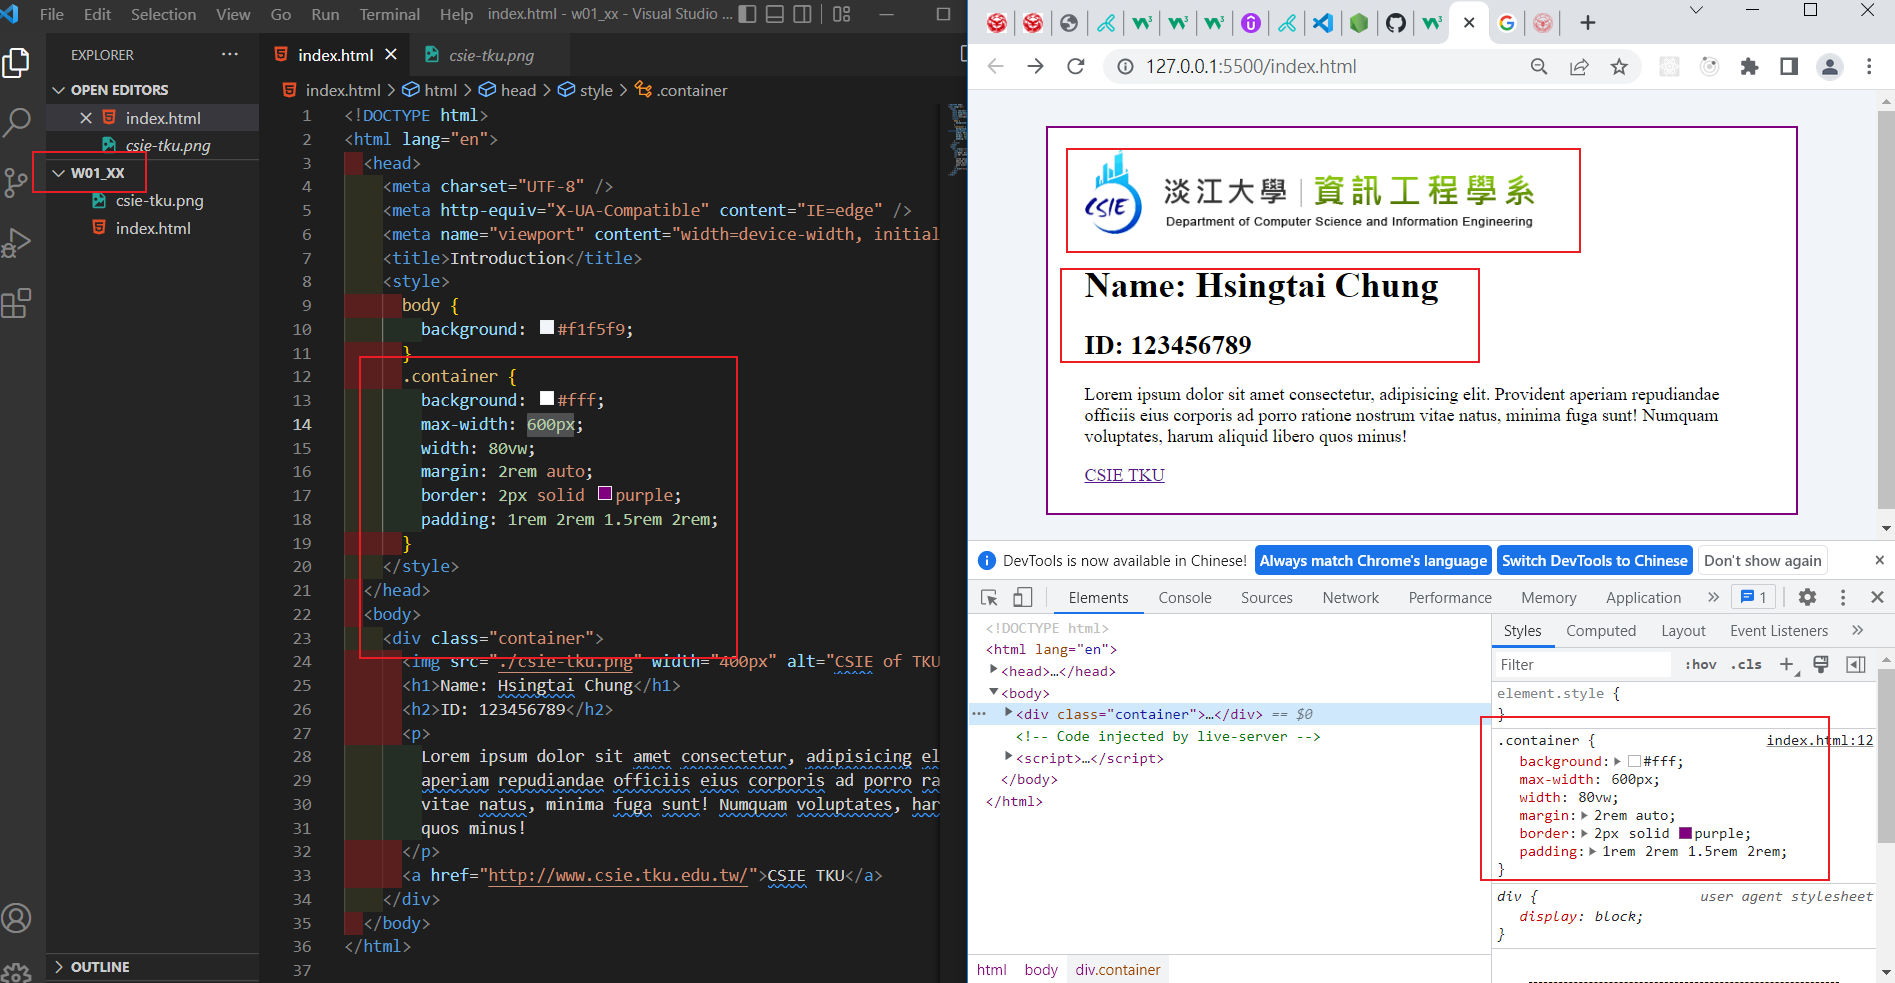 File Edit Selection View Go Run Terminal Help index.html - w01_xx - Visual Studio ...
EXPLORER ...
OPEN EDITORS
index.html
csie-tku.png
W01_XX
csie-tku.png
index.html
OUTLINE
index.html csie-tku.png
index.html > html > head > style > .container
1 <!DOCTYPE html>
2 <html lang="en">
3 <head>
4 <meta charset="UTF-8" />
5 <meta http-equiv="X-UA-Compatible" content="IE=edge" />
6 <meta name="viewport" content="width=device-width, initial
7 <title>Introduction</title>
8 <style>
9 body {
10 background: #f1f5f9;
11 }
12 .container {
13 background: #fff;
14 max-width: 600px;
15 width: 80vw;
16 margin: 2rem auto;
17 border: 2px solid purple;
18 padding: 1rem 2rem 1.5rem 2rem;
19 }
20 </style>
21 </head>
22 <body>
23 <div class="container">
24 <img src="./csie-tku.png" width="400px" alt="CSIE of TKU
25 <h1>Name: Hsingtai Chung</h1>
26 <h2>ID: 123456789</h2>
27 <p>
28 Lorem ipsum dolor sit amet consectetur, adipisicing el
29 aperiam repudiandae officiis eius corporis ad porro ra
30 vitae natus, minima fuga sunt! Numquam voluptates, har
31 quos minus!
32 </p>
33 <a href="http://www.csie.tku.edu.tw/">CSIE TKU</a>
34 </div>
35 </body>
36 </html>
37
127.0.0.1:5500/index.html
CSIE
淡江大學 | 資訊工程學系
Department of Computer Science and Information Engineering
Name: Hsingtai Chung
ID: 123456789
Lorem ipsum dolor sit amet consectetur, adipisicing elit. Provident aperiam repudiandae
officiis eius corporis ad porro ratione nostrum vitae natus, minima fuga sunt! Numquam
voluptates, harum aliquid libero quos minus!
CSIE TKU
DevTools is now available in Chinese! Always match Chrome's language Switch DevTools to Chinese Don't show again
Elements Console Sources Network Performance Memory Application » 1
<!DOCTYPE html>
<html lang="en">
<head>…</head>
<body>
<div class="container">…</div> == $0
<!-- Code injected by live-server -->
<script>…</script>
</body>
</html>
html body div.container
Styles Computed Layout Event Listeners »
Filter :hov .cls +
element.style {
}
.container { index.html:12
background: #fff;
max-width: 600px;
width: 80vw;
margin: 2rem auto;
border: 2px solid purple;
padding: 1rem 2rem 1.5rem 2rem;
}
div { user agent stylesheet
display: block;
}